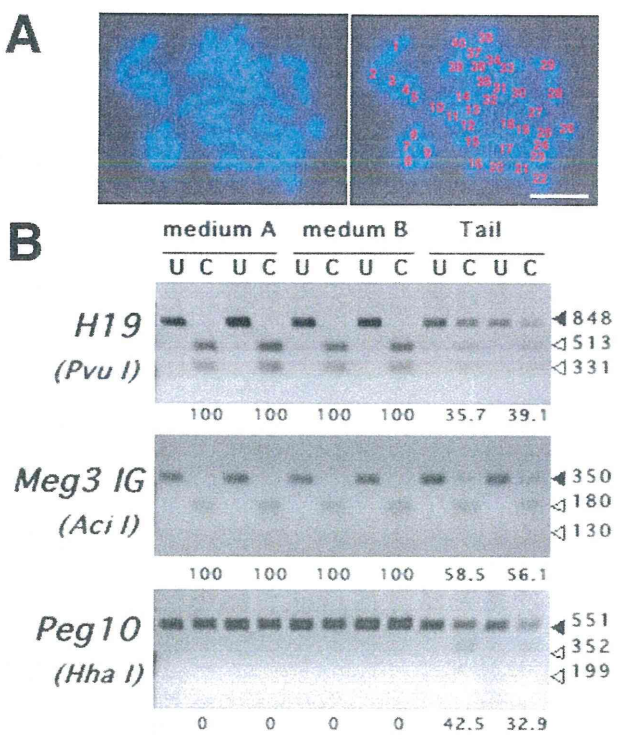 A
B
medium A medum B Tail
U C U C U C U C U C U C
H19
(Pvu I)
848
513
331
100 100 100 100 35.7 39.1
Meg3 IG
(Aci I)
350
180
130
100 100 100 100 58.5 56.1
Peg10
(Hha I)
551
352
199
0 0 0 0 42.5 32.9